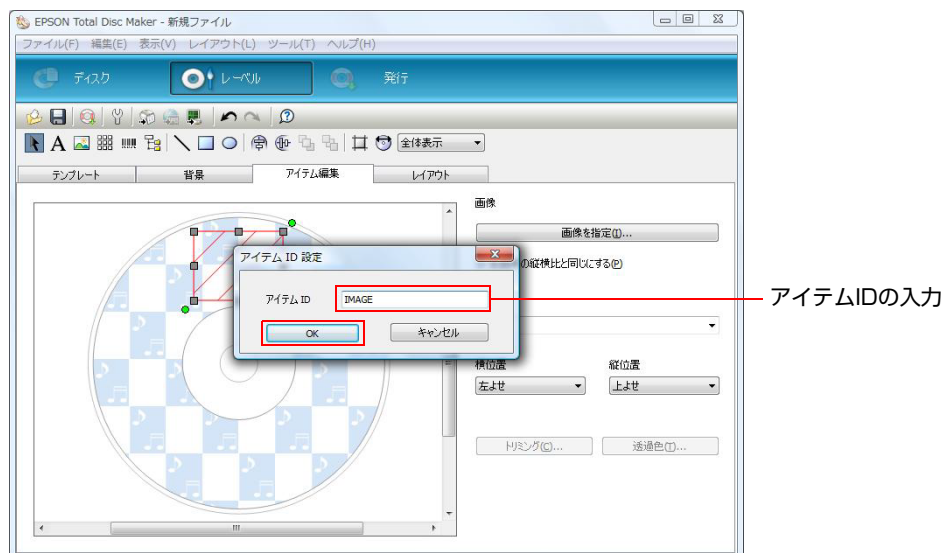 EPSON Total Disc Maker - 新規ファイル
ファイル(F) 編集(E) 表示(V) レイアウト(L) ツール(T) ヘルプ(H)
ディスク レーベル 発行
全体表示
テンプレート 背景 アイテム編集 レイアウト
画像
画像を指定(I)...
の縦横比と同じにする(P)
アイテム ID 設定
アイテム ID IMAGE
OK キャンセル
アイテムIDの入力
横位置 縦位置
左よせ 上よせ
トリミング(C)... 透過色(T)...